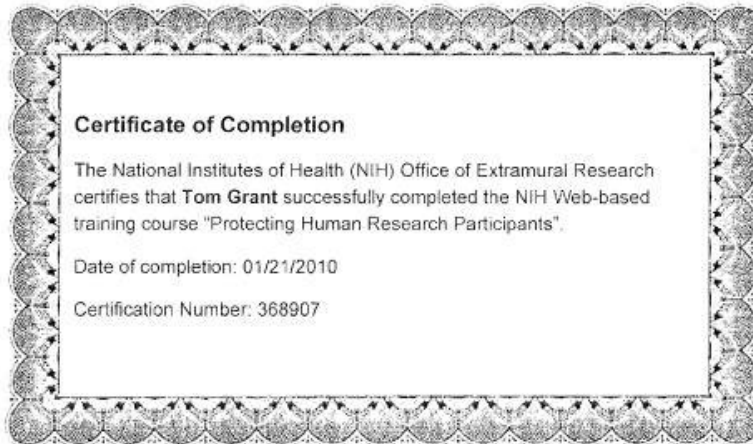 Certificate of Completion
The National Institutes of Health (NIH) Office of Extramural Research
certifies that Tom Grant successfully completed the NIH Web-based
training course "Protecting Human Research Participants".
Date of completion: 01/21/2010
Certification Number: 368907